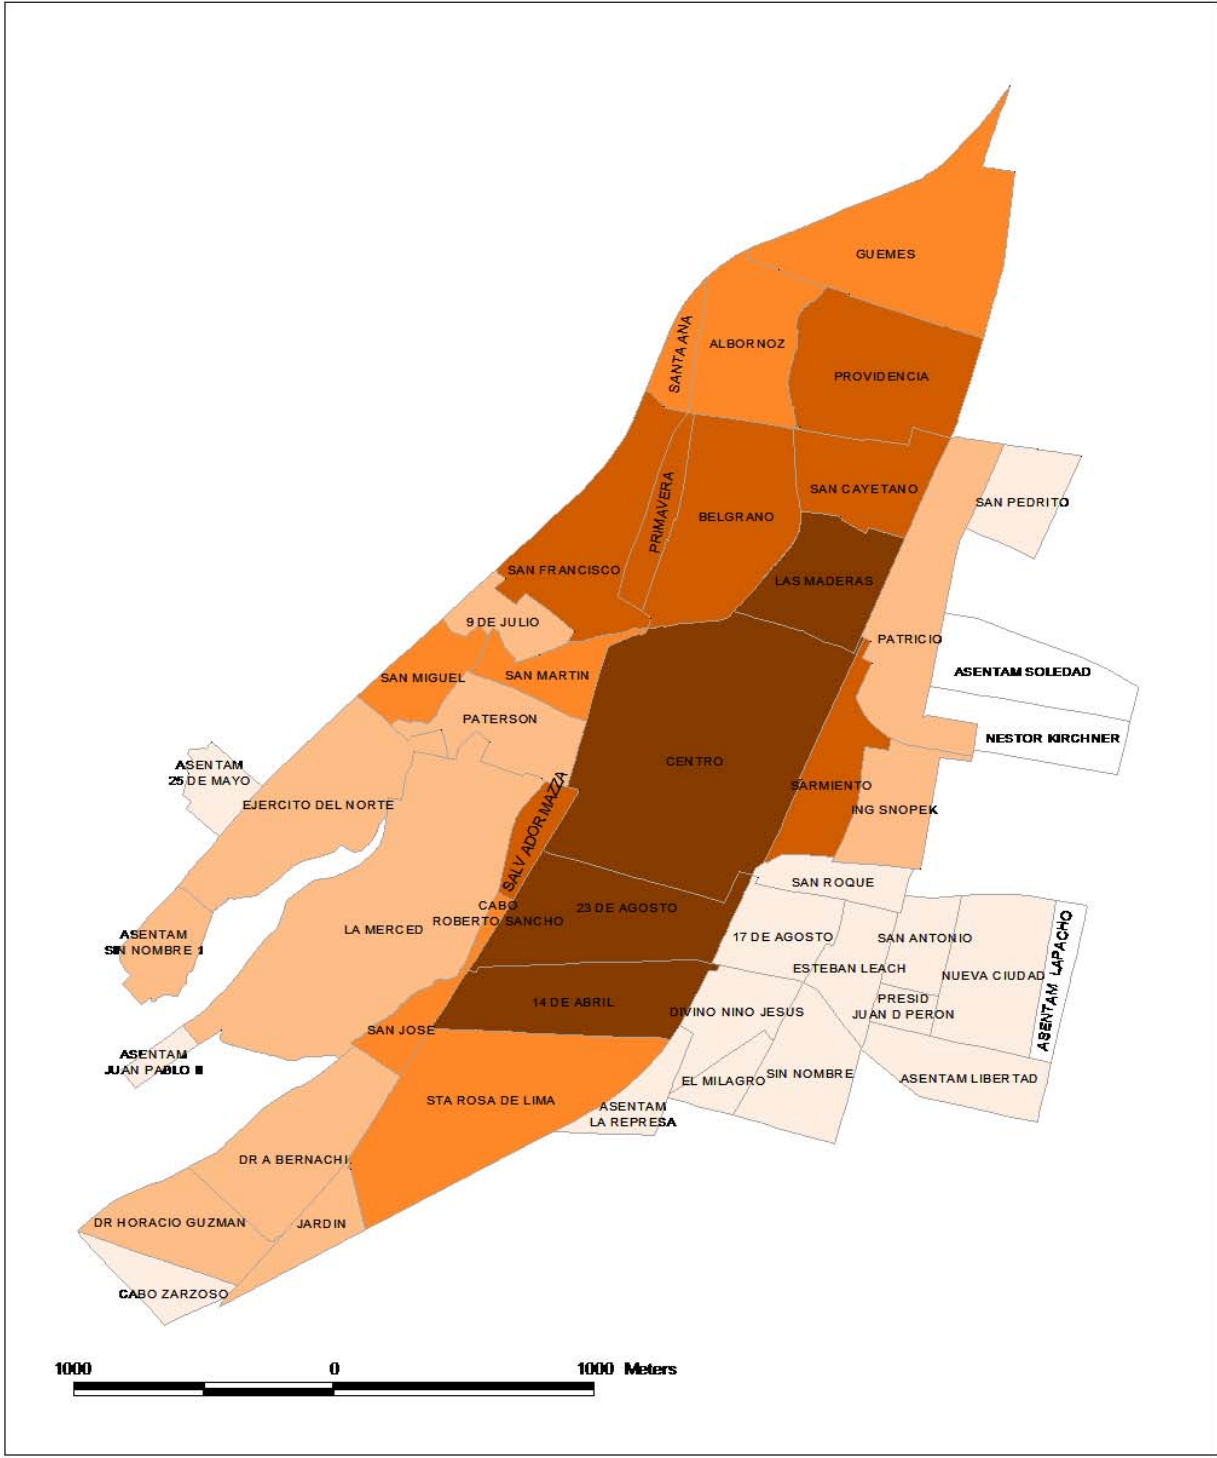 GUEMES
SANTA ANA
ALBORNOZ
PROVIDENCIA
SAN CAYETANO
SAN PEDRITO
PRIMAVERA
BELGRANO
SAN FRANCISCO
LAS MADERAS
9 DE JULIO
PATRICIO
SAN MIGUEL
SAN MARTIN
ASENTAM SOLEDAD
PATERSON
NESTOR KIRCHNER
ASENTAM
25 DE MAYO
CENTRO
EJERCITO DEL NORTE
SALVADOR MAZZA
SARMIENTO
ING SNOPEK
SAN ROQUE
CABO
ROBERTO SANCHO
23 DE AGOSTO
LA MERCED
ASENTAM
SIN NOMBRE 1
17 DE AGOSTO
SAN ANTONIO
ESTEBAN LEACH
NUEVA CIUDAD
ASENTAM LAPACHO
PRESID
JUAN D PERON
14 DE ABRIL
DIVINO NINO JESUS
SAN JOSE
ASENTAM
JUAN PABLO II
EL MILAGRO
SIN NOMBRE
ASENTAM LIBERTAD
STA ROSA DE LIMA
ASENTAM
LA REPRESA
DR A BERNACHI
DR HORACIO GUZMAN
JARDIN
CABO ZARZOSO
1000 0 1000 Meters